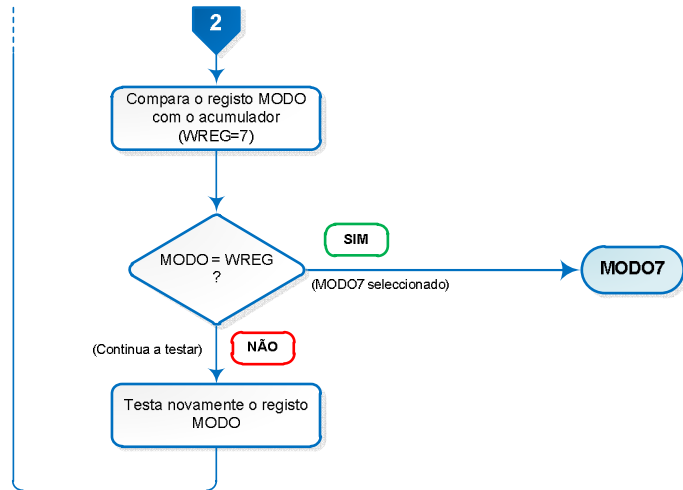 2
Compara o registo MODO
com o acumulador
(WREG=7)
SIM
MODO = WREG
?
MODO7
(MODO7 seleccionado)
(Continua a testar)
NÃO
Testa novamente o registo
MODO